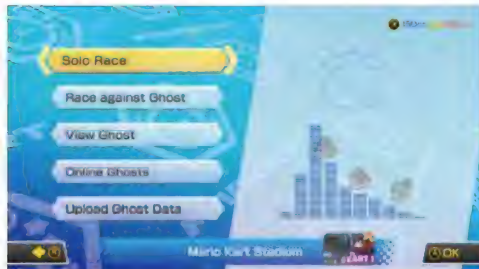 Solo Race
Race against Ghost
View Ghost
Online Ghosts
Upload Ghost Data
Mario Kart Stadium
OK